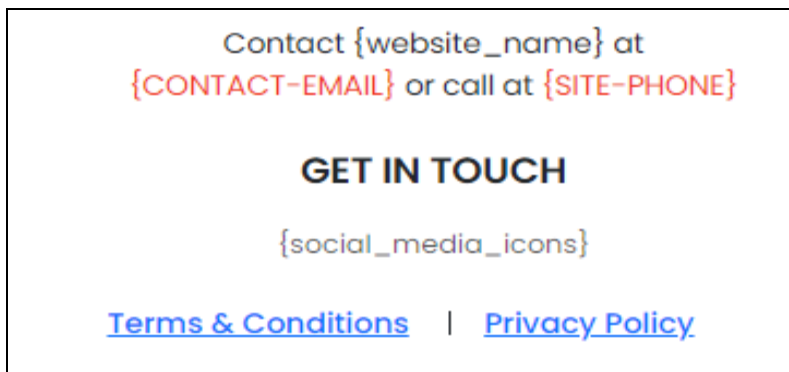 Contact {website_name} at
{CONTACT-EMAIL} or call at {SITE-PHONE}
GET IN TOUCH
{social_media_icons}
Terms & Conditions | Privacy Policy